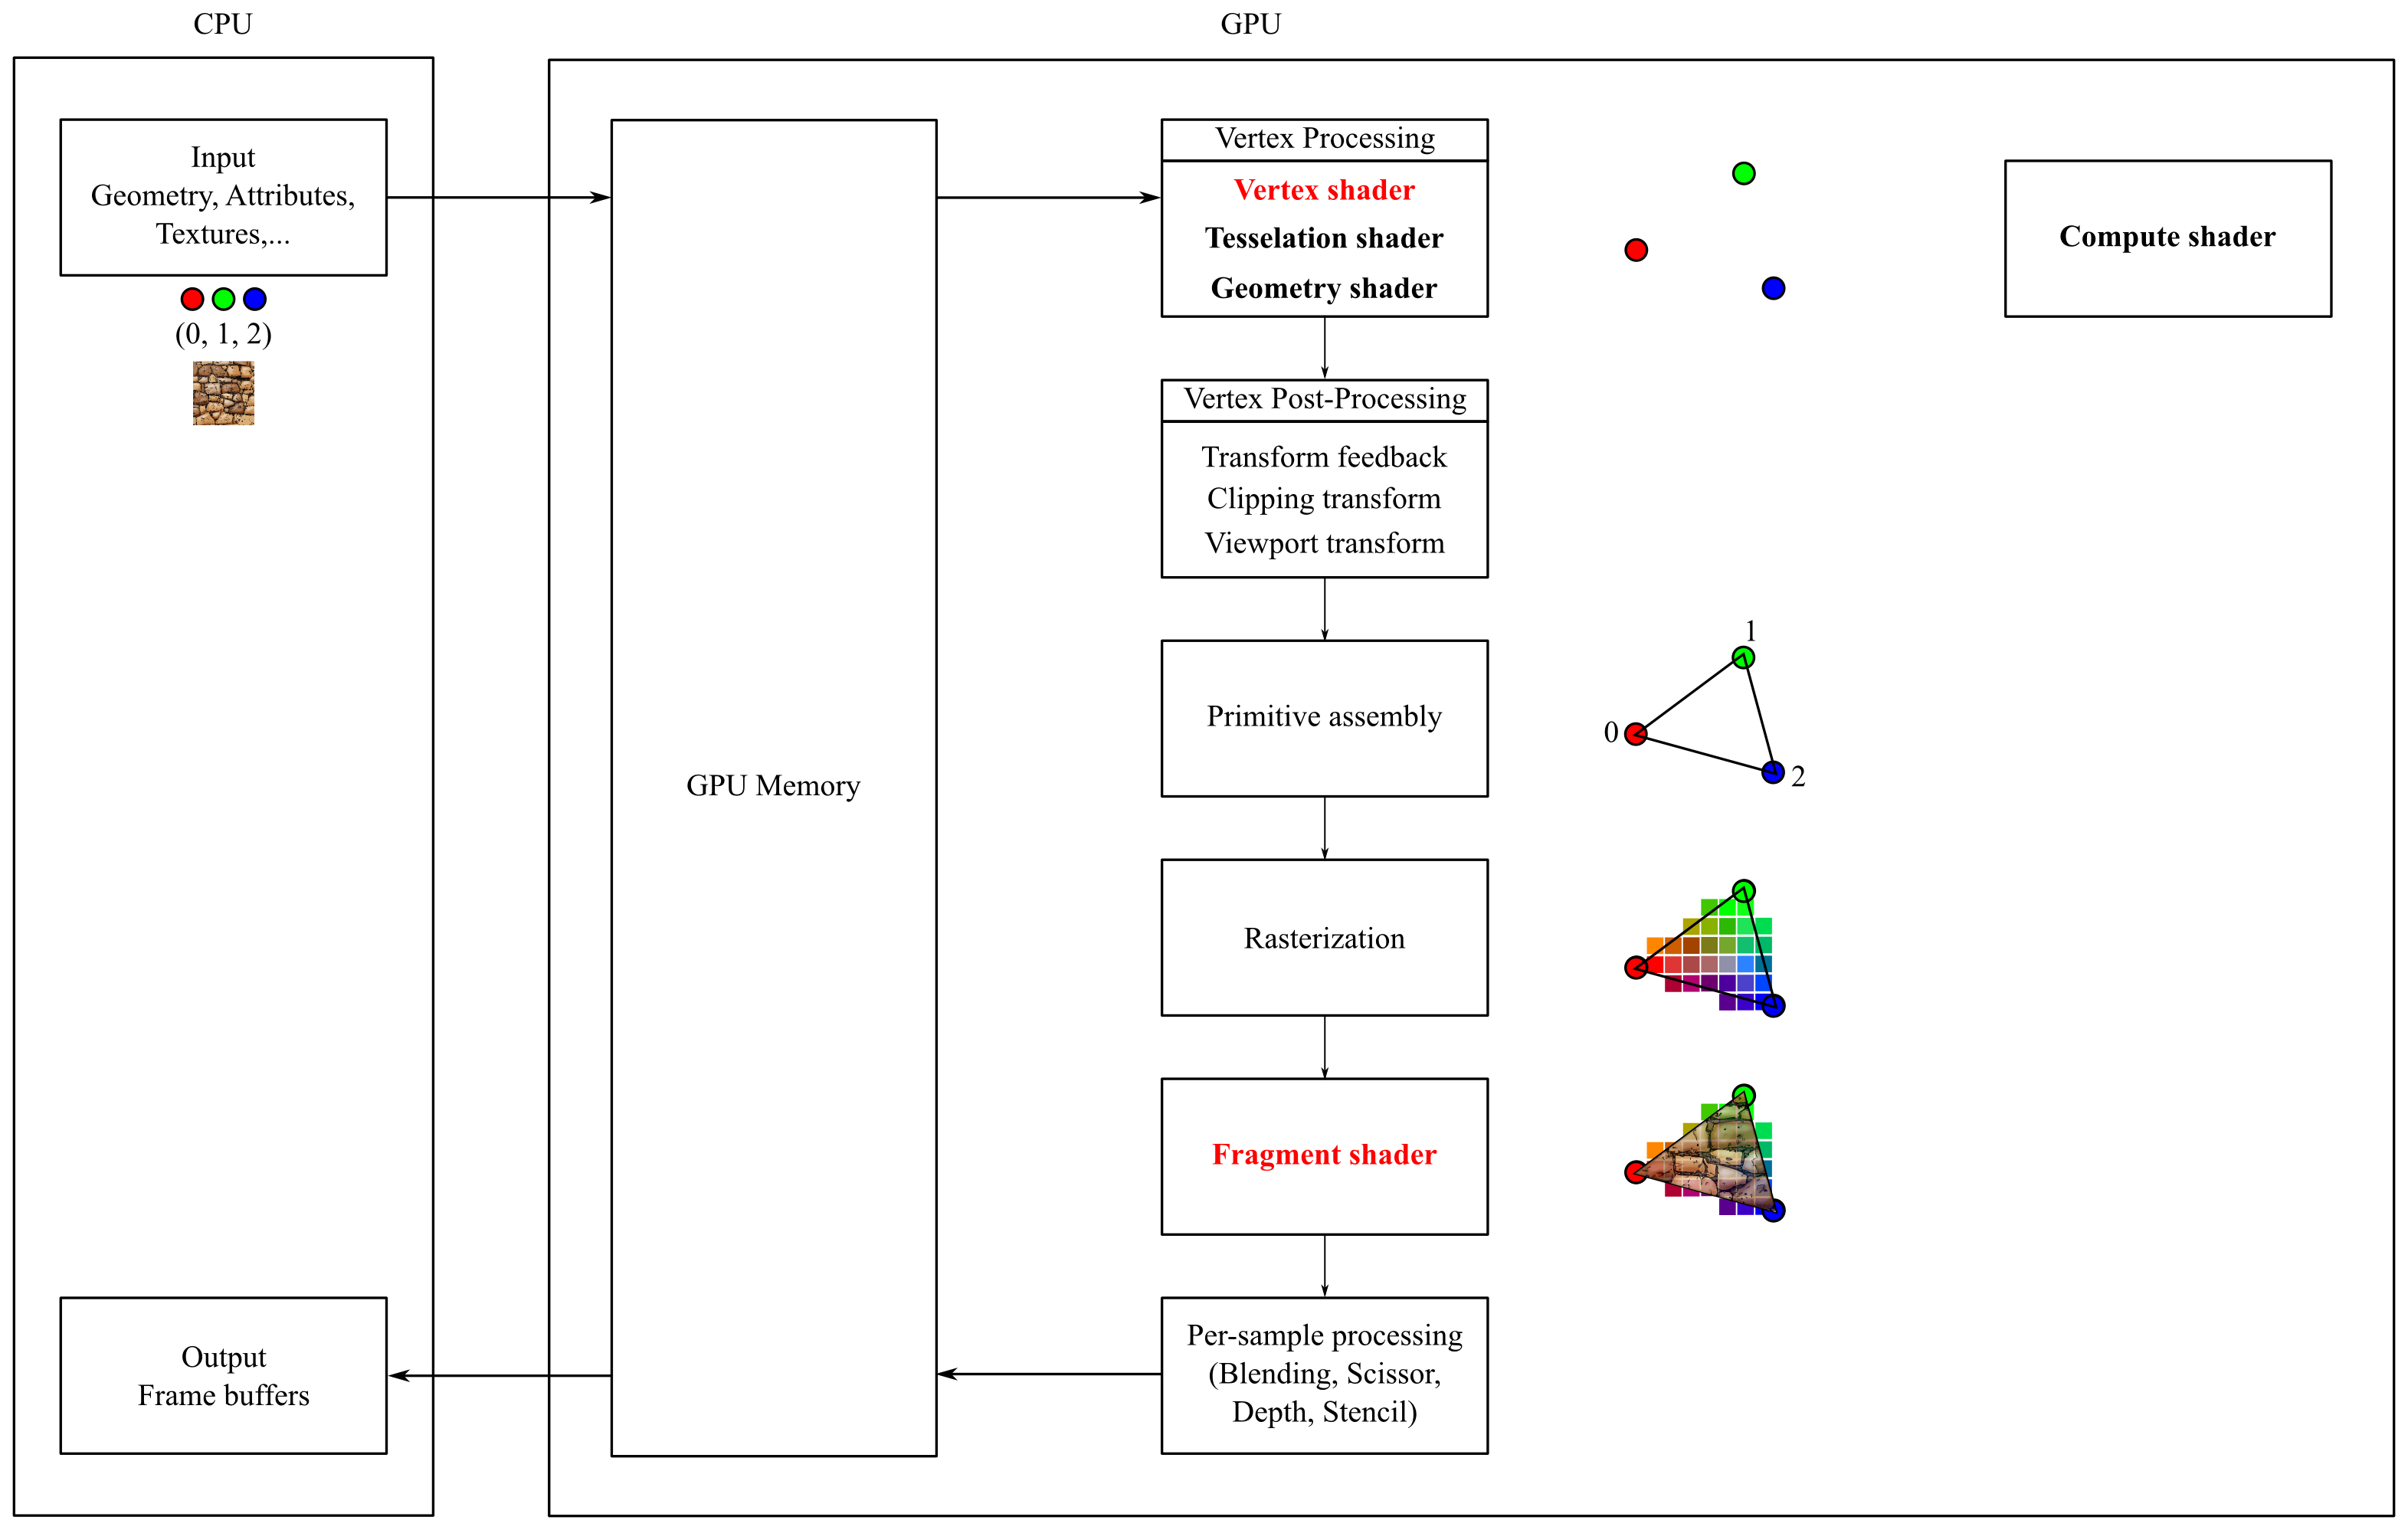 CPU
GPU
Input
Geometry, Attributes,
Textures,...
(0, 1, 2)
GPU Memory
Vertex Processing
Vertex shader
Tesselation shader
Geometry shader
Compute shader
Vertex Post-Processing
Transform feedback
Clipping transform
Viewport transform
Primitive assembly
1
0
2
Rasterization
Fragment shader
Per-sample processing
(Blending, Scissor,
Depth, Stencil)
Output
Frame buffers